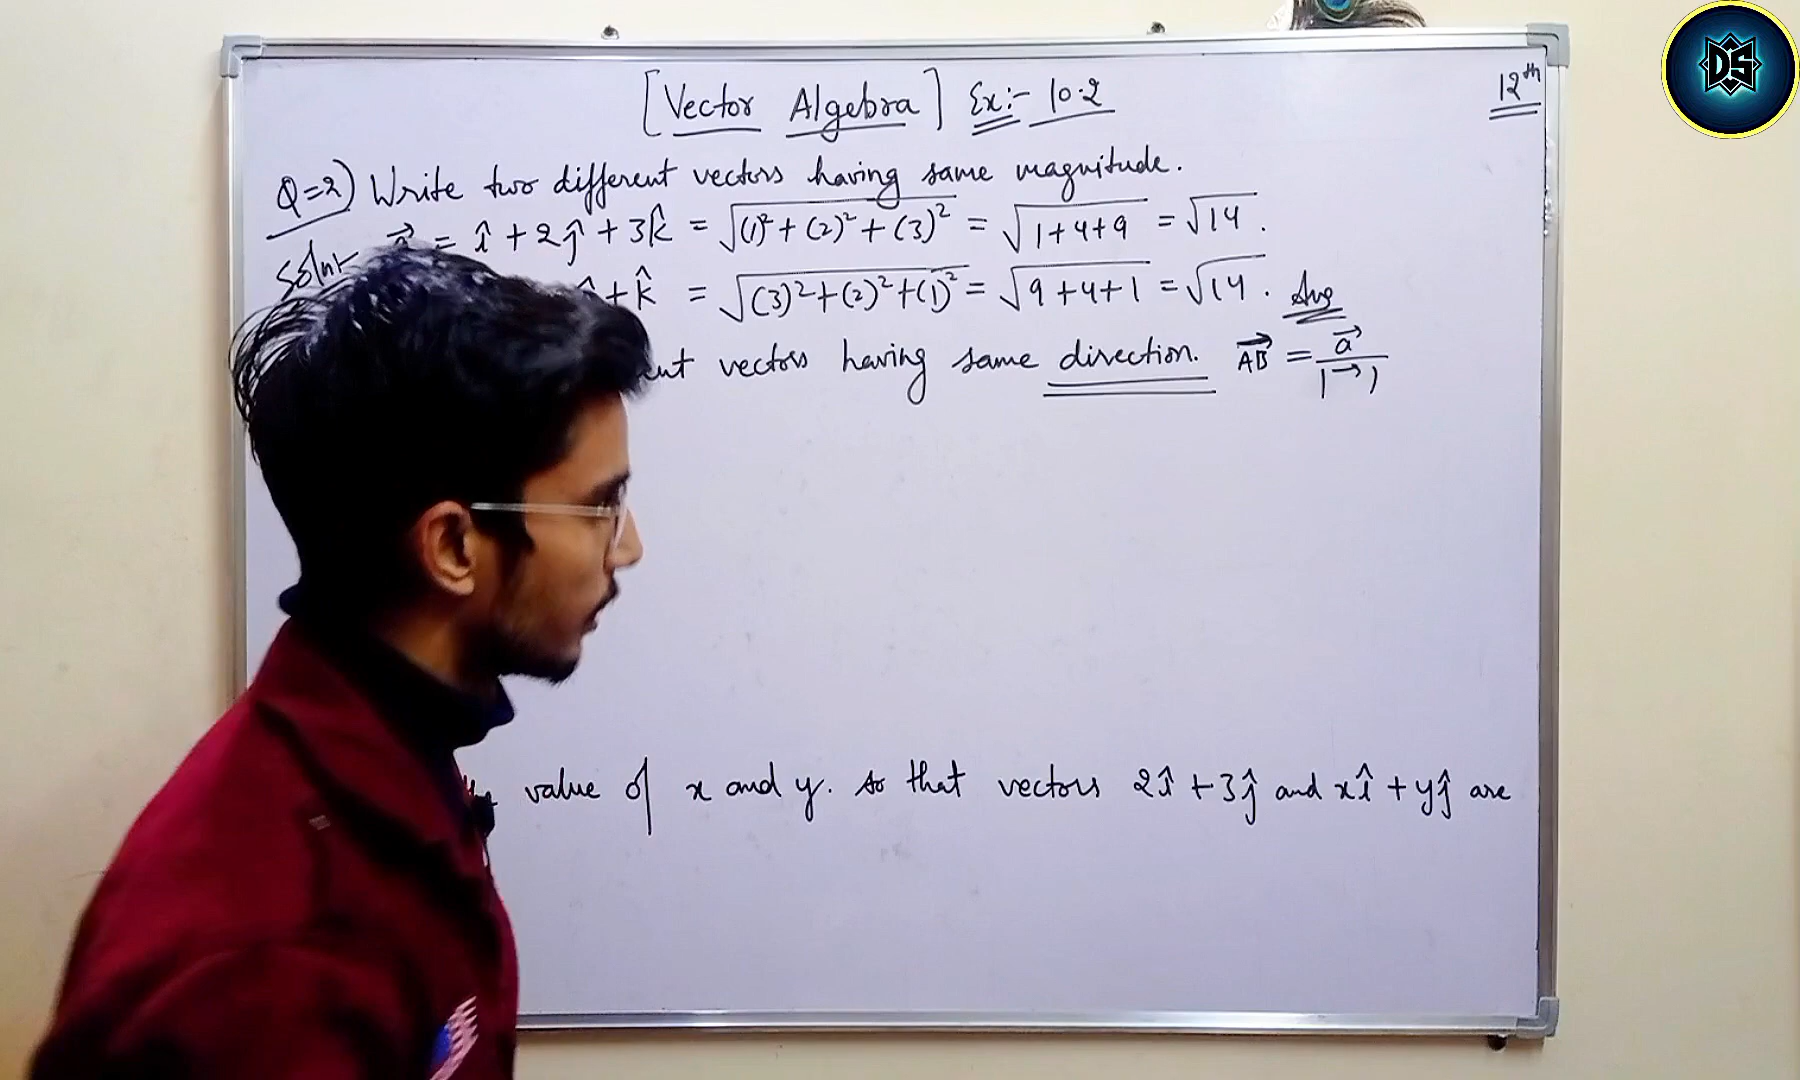 [Vector Algebra] Ex:- 10.2
12th
DS
Q=2) Write two different vectors having same magnitude.
Soln:- a⃗ = î + 2ĵ + 3k̂ = √(1)² + (2)² + (3)² = √1+4+9 = √14.
+ k̂ = √(3)² + (2)² + (1)² = √9+4+1 = √14. Ans
vectors having same direction. AB⃗ = a⃗ / |→|
value of x and y. so that vectors 2î + 3ĵ and xî + yĵ are